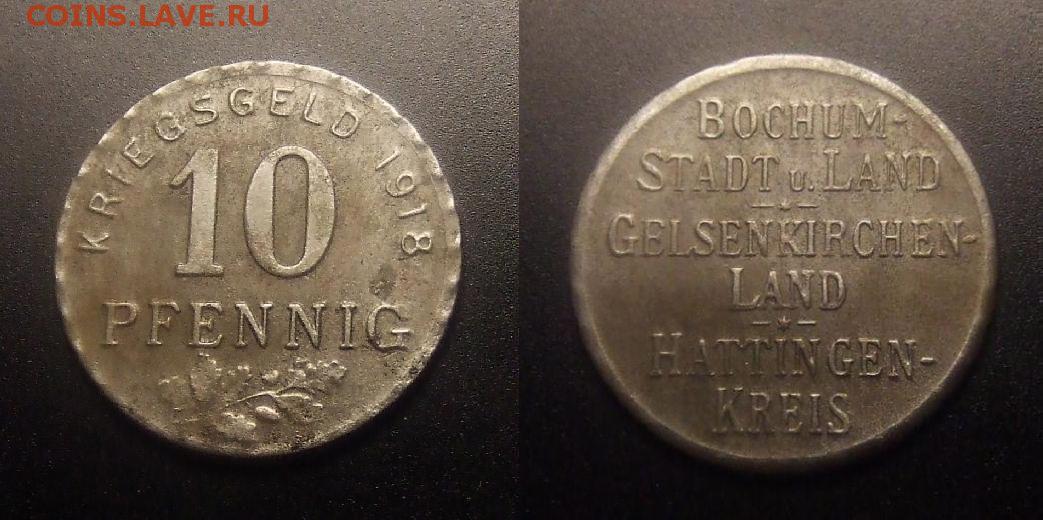 COINS.LAVE.RU
KRIEGSGELD 1918
10
PFENNIG
BOCHUM-
STADT U. LAND
GELSENKIRCHEN-
LAND
HATTINGEN-
KREIS